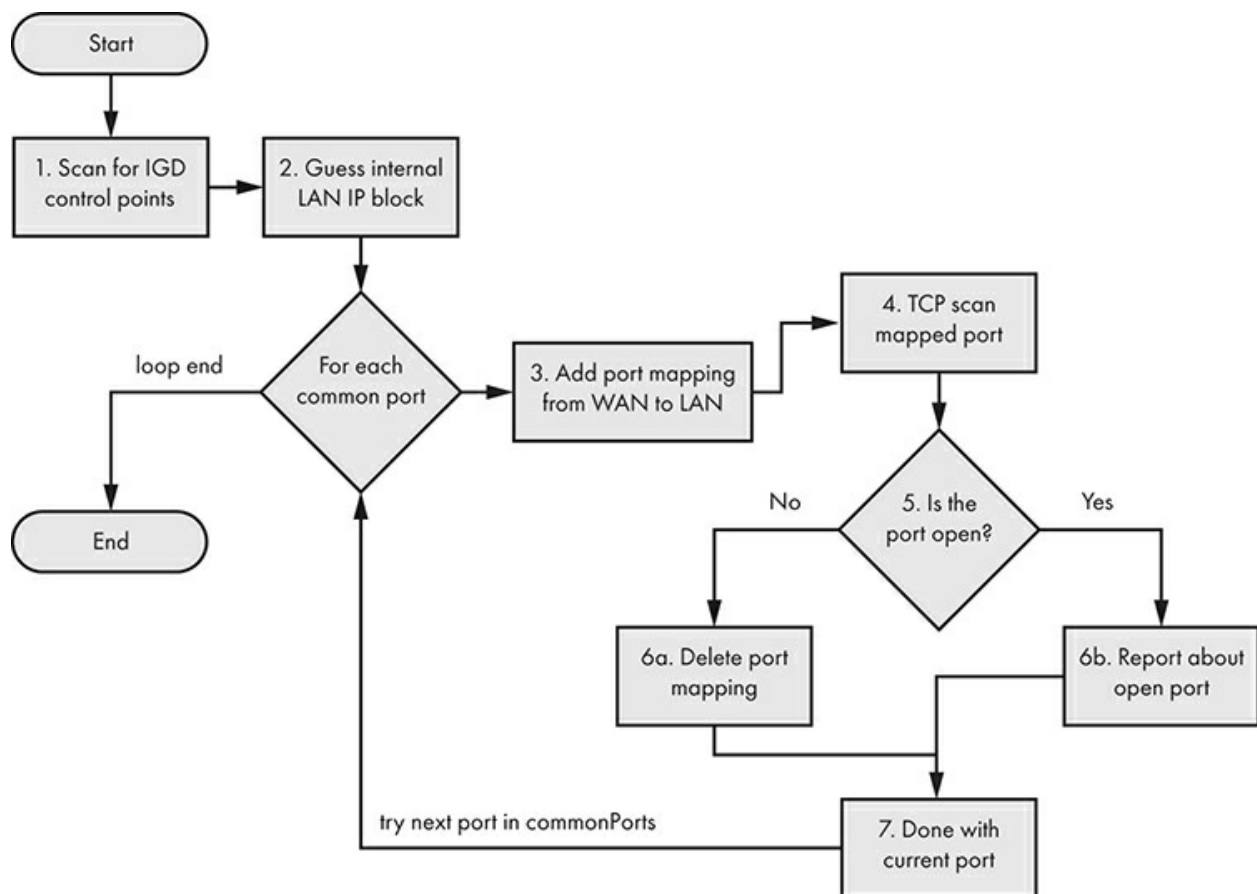 Start
1. Scan for IGD
control points
2. Guess internal
LAN IP block
For each
common port
loop end
End
3. Add port mapping
from WAN to LAN
4. TCP scan
mapped port
5. Is the
port open?
No
Yes
6a. Delete port
mapping
6b. Report about
open port
7. Done with
current port
try next port in commonPorts